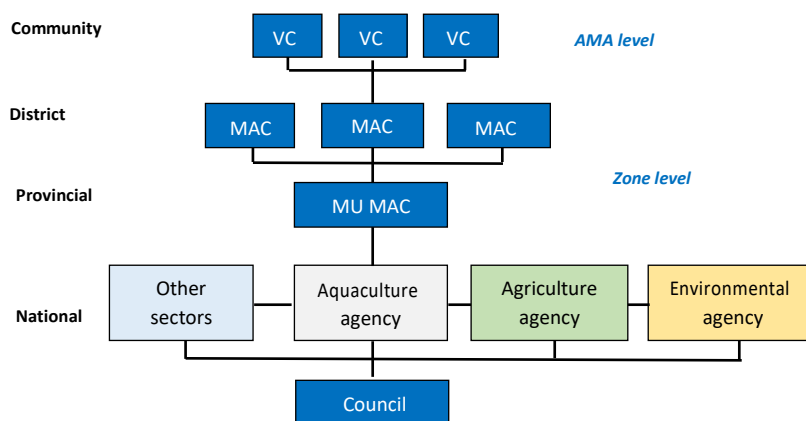 Community
VC
VC
VC
AMA level
District
MAC
MAC
MAC
Zone level
Provincial
MU MAC
National
Other
sectors
Aquaculture
agency
Agriculture
agency
Environmental
agency
Council